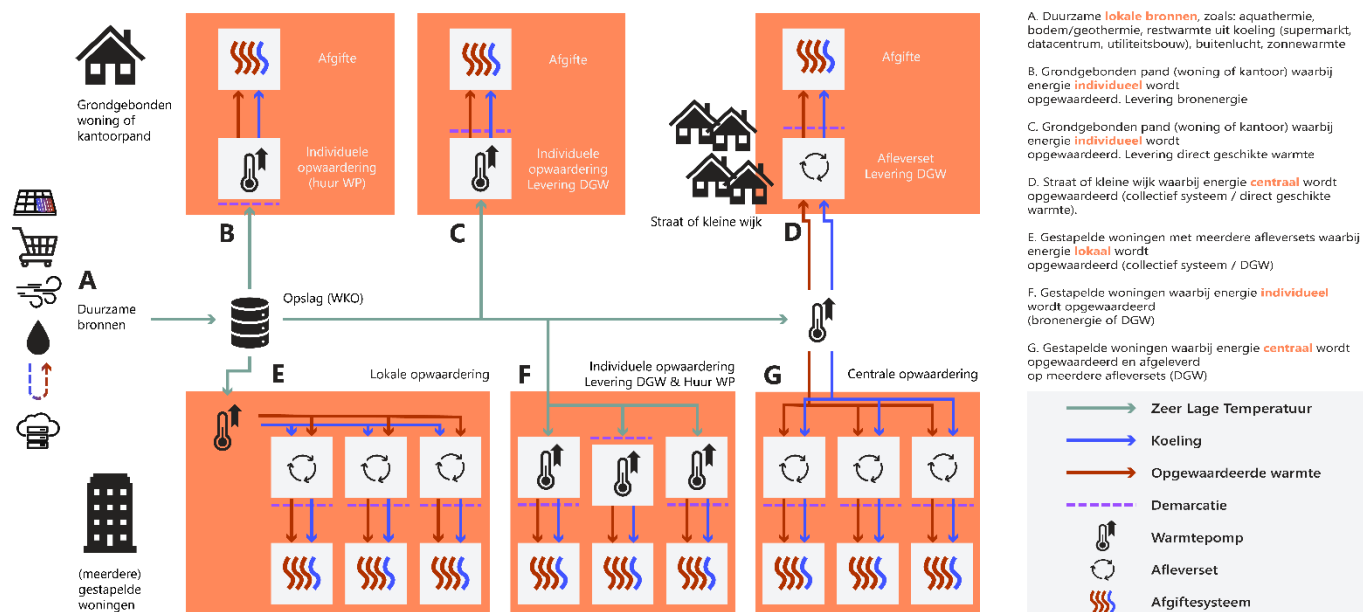 Grondgebonden
woning of
kantoorpand
Afgifte
Individuele
opwaardering
(huur WP)
B
Afgifte
Individuele
opwaardering
Levering DGW
C
Straat of kleine wijk
Afgifte
Afleverset
Levering DGW
D
A
Duurzame
bronnen
Opslag (WKO)
E
Lokale opwaardering
F
Individuele opwaardering
Levering DGW & Huur WP
G
Centrale opwaardering
(meerdere)
gestapelde
woningen
A. Duurzame lokale bronnen, zoals: aquathermie,
bodem/geothermie, restwarmte uit koeling (supermarkt,
datacentrum, utiliteitsbouw), buitenlucht, zonnewarmte
B. Grondgebonden pand (woning of kantoor) waarbij
energie individueel wordt
opgewaardeerd. Levering bronenergie
C. Grondgebonden pand (woning of kantoor) waarbij
energie individueel wordt
opgewaardeerd. Levering direct geschikte warmte
D. Straat of kleine wijk waarbij energie centraal wordt
opgewaardeerd (collectief systeem / direct geschikte
warmte).
E. Gestapelde woningen met meerdere afleversets waarbij
energie lokaal wordt
opgewaardeerd (collectief systeem / DGW)
F. Gestapelde woningen waarbij energie individueel
wordt opgewaardeerd
(bronenergie of DGW)
G. Gestapelde woningen waarbij energie centraal wordt
opgewaardeerd en afgeleverd
op meerdere afleversets (DGW)
Zeer Lage Temperatuur
Koeling
Opgewaardeerde warmte
Demarcatie
Warmtepomp
Afleverset
Afgiftesysteem